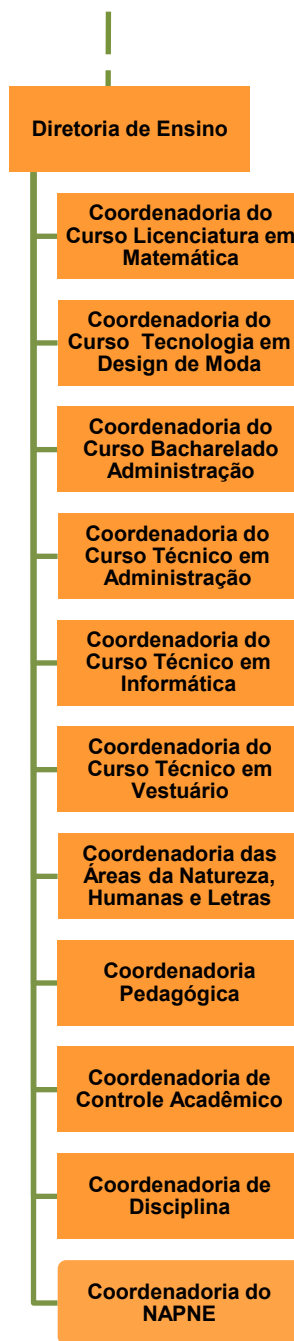 Diretoria de Ensino
Coordenadoria do
Curso Licenciatura em
Matemática
Coordenadoria do
Curso Tecnologia em
Design de Moda
Coordenadoria do
Curso Bacharelado
Administração
Coordenadoria do
Curso Técnico em
Administração
Coordenadoria do
Curso Técnico em
Informática
Coordenadoria do
Curso Técnico em
Vestuário
Coordenadoria das
Áreas da Natureza,
Humanas e Letras
Coordenadoria
Pedagógica
Coordenadoria de
Controle Acadêmico
Coordenadoria de
Disciplina
Coordenadoria do
NAPNE